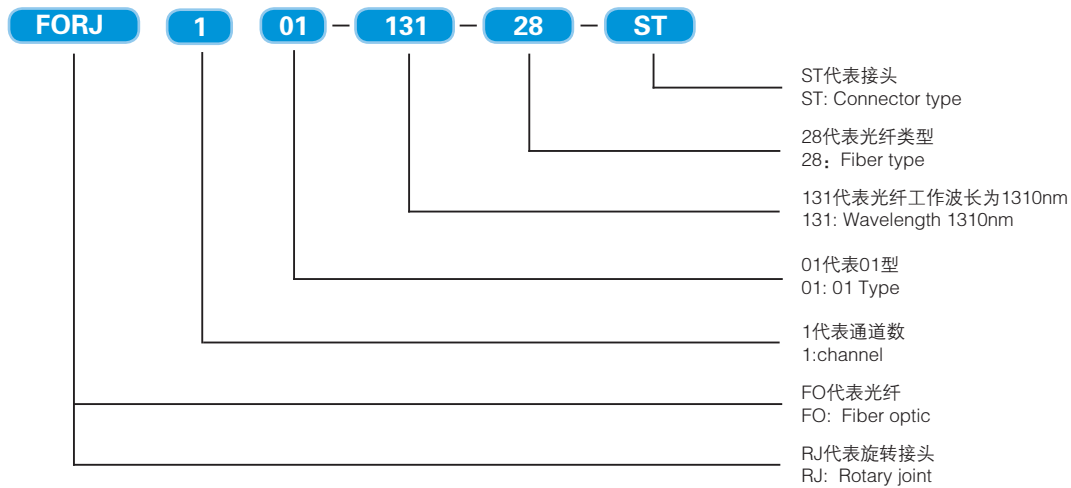 FORJ 1 01 - 131 - 28 - ST
ST代表接头
ST: Connector type
28代表光纤类型
28：Fiber type
131代表光纤工作波长为1310nm
131: Wavelength 1310nm
01代表01型
01: 01 Type
1代表通道数
1:channel
FO代表光纤
FO: Fiber optic
RJ代表旋转接头
RJ: Rotary joint